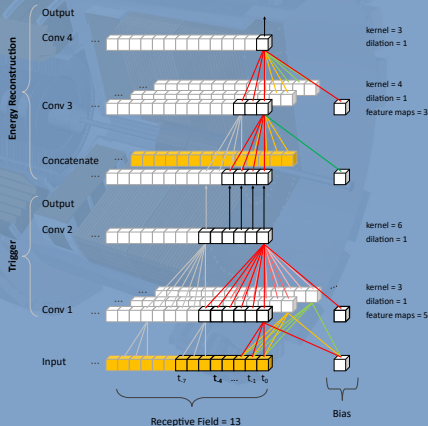 Output
Conv 4
...
kernel = 3
dilation = 1
Energy Reconstruction
...
...
Conv 3
...
kernel = 4
dilation = 1
feature maps = 3
Concatenate
...
...
Output
Conv 2
...
kernel = 6
dilation = 1
Trigger
...
...
...
Conv 1
...
kernel = 3
dilation = 1
feature maps = 5
Input
...
t-7
t-4
...
t-1
t0
Receptive Field = 13
Bias